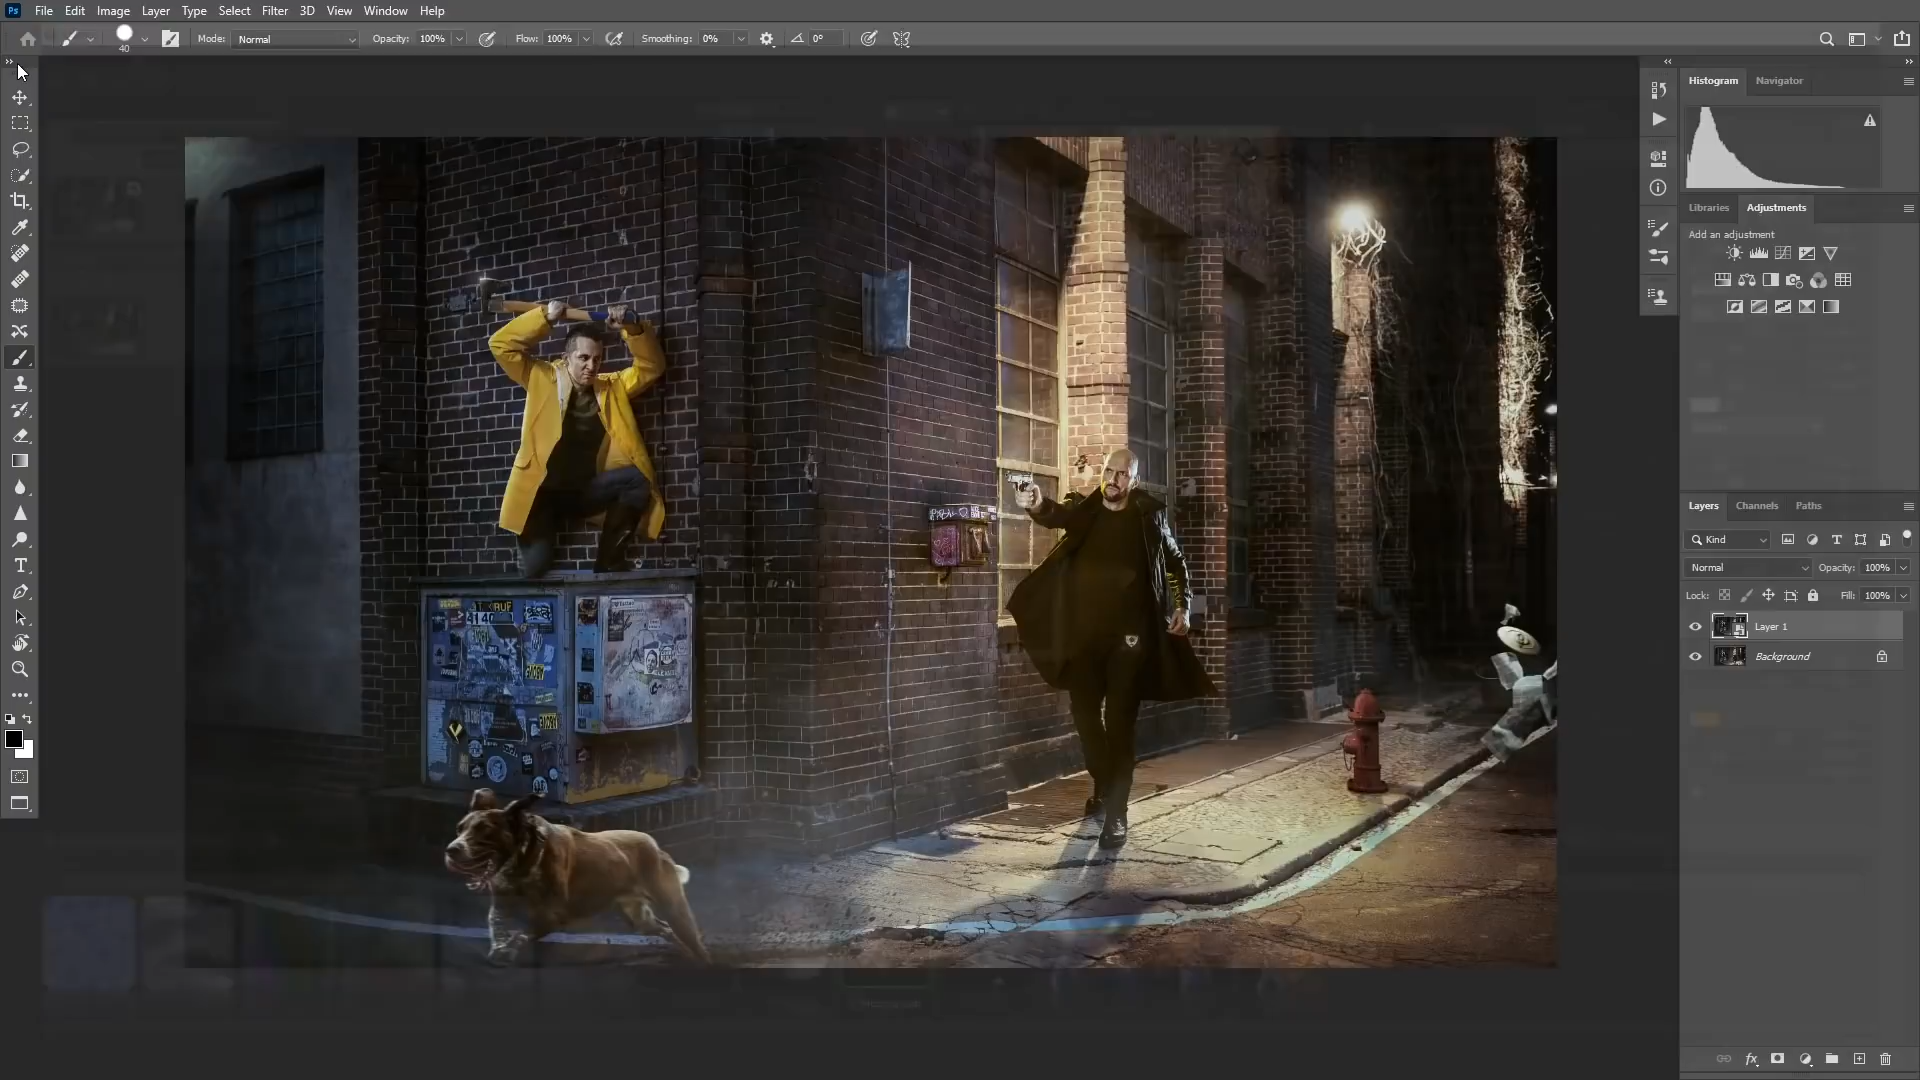 Ps File Edit Image Layer Type Select Filter 3D View Window Help
40 Mode: Normal Opacity: 100% Flow: 100% Smoothing: 0% 0°
Histogram Navigator
Libraries Adjustments
Add an adjustment
Layers Channels Paths
Kind
Normal Opacity: 100%
Lock: Fill: 100%
Layer 1
Background